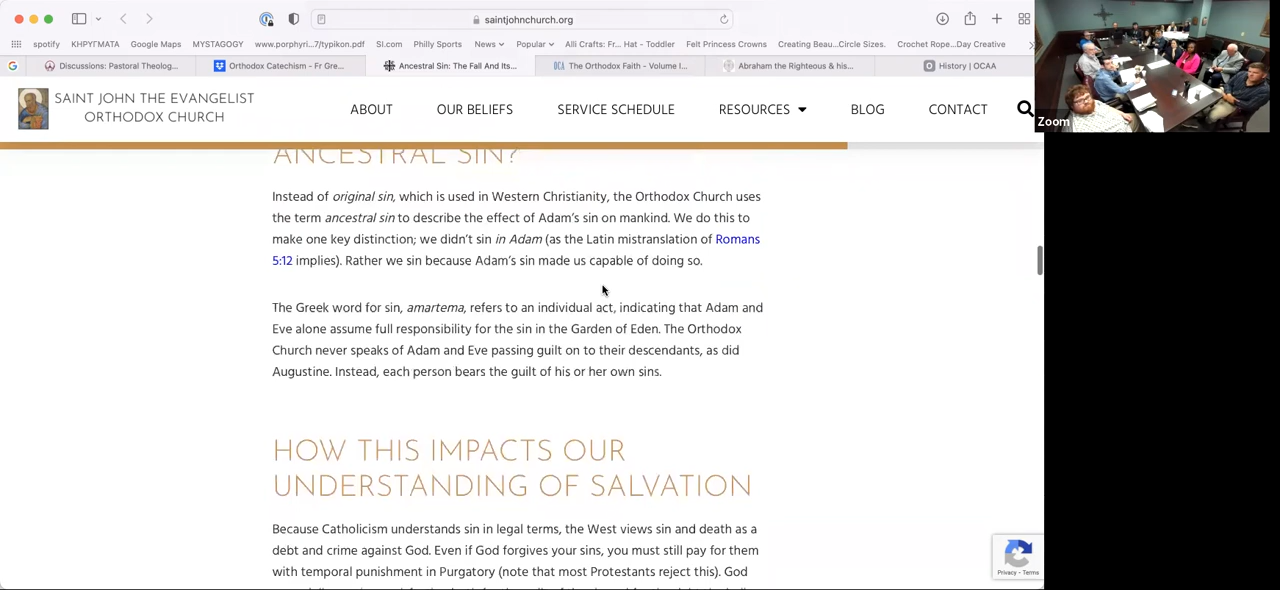 saintjohnchurch.org
spotify ΚΗΡΥΓΜΑΤΑ Google Maps MYSTAGOGY www.porphyri...7/typikon.pdf SI.com Philly Sports News Popular Alli Crafts: Fr... Hat - Toddler Felt Princess Crowns Creating Beau...Circle Sizes. Crochet Rope...Day Creative
G Discussions: Pastoral Theolog... Orthodox Catechism - Fr Gre... Ancestral Sin: The Fall And Its... OCA The Orthodox Faith - Volume I... Abraham the Righteous & his... History | OCAA
Zoom
SAINT JOHN THE EVANGELIST
ORTHODOX CHURCH
ABOUT OUR BELIEFS SERVICE SCHEDULE RESOURCES BLOG CONTACT
ANCESTRAL SIN?
Instead of original sin, which is used in Western Christianity, the Orthodox Church uses
the term ancestral sin to describe the effect of Adam's sin on mankind. We do this to
make one key distinction; we didn't sin in Adam (as the Latin mistranslation of Romans
5:12 implies). Rather we sin because Adam's sin made us capable of doing so.
The Greek word for sin, amartema, refers to an individual act, indicating that Adam and
Eve alone assume full responsibility for the sin in the Garden of Eden. The Orthodox
Church never speaks of Adam and Eve passing guilt on to their descendants, as did
Augustine. Instead, each person bears the guilt of his or her own sins.
HOW THIS IMPACTS OUR
UNDERSTANDING OF SALVATION
Because Catholicism understands sin in legal terms, the West views sin and death as a
debt and crime against God. Even if God forgives your sins, you must still pay for them
with temporal punishment in Purgatory (note that most Protestants reject this). God
Privacy - Terms